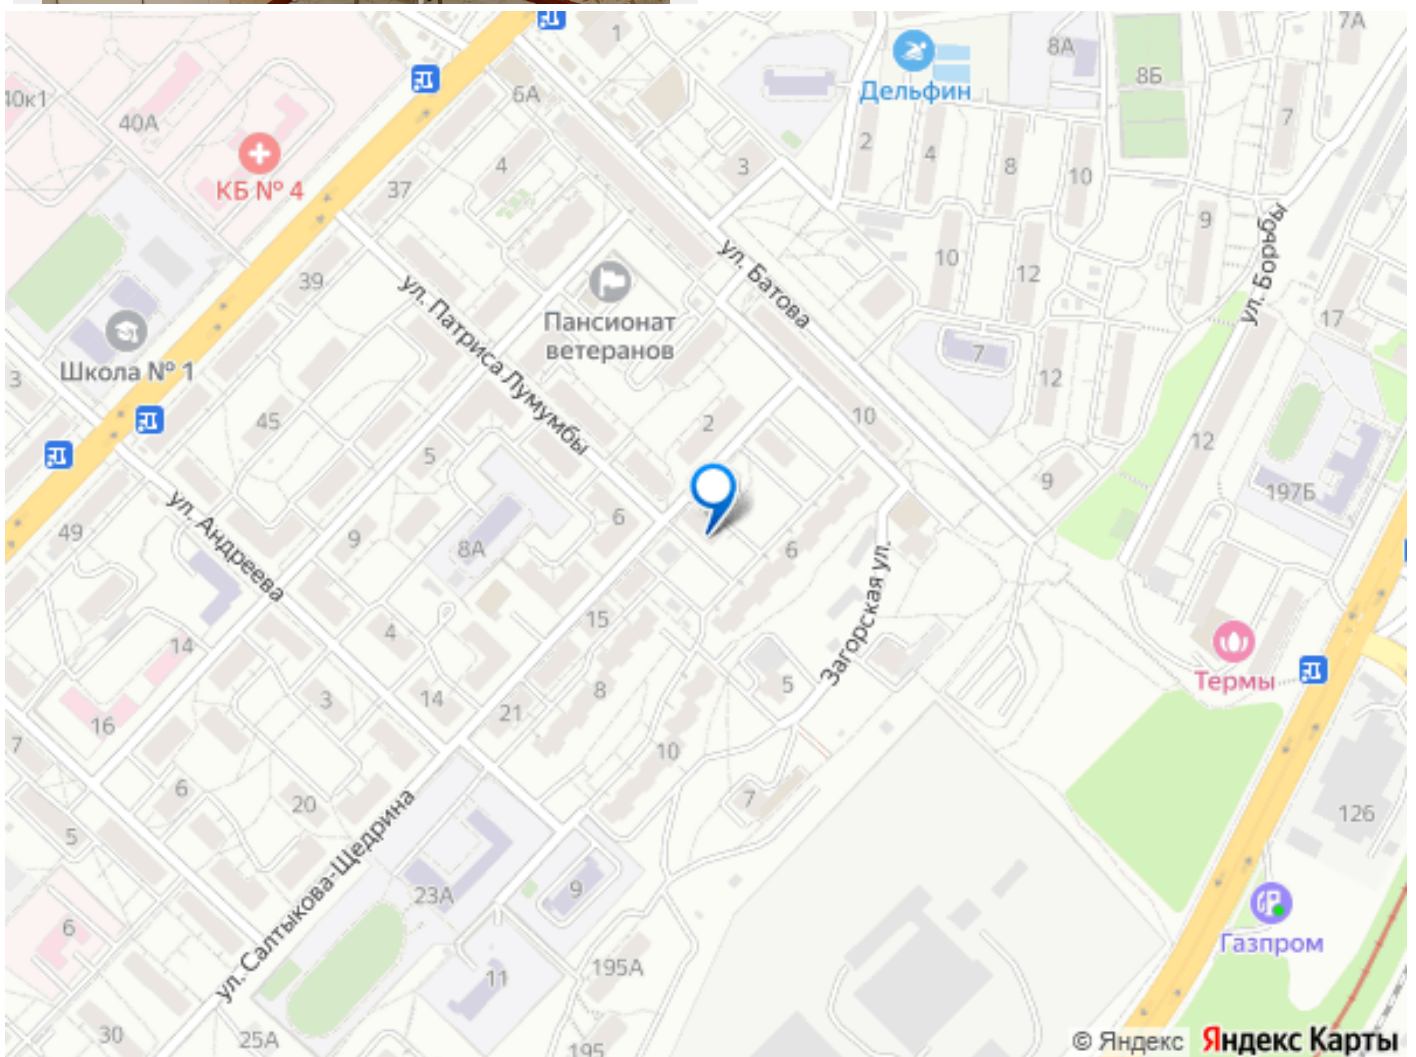 1
7А
8А
8Б
40к1
6А
Дельфин
40А
7
2
4
3
4
8
10
КБ № 4
37
9
ул. Борьбы
10
12
39
ул. Батова
ул. Патриса Лумумбы
Пансионат
ветеранов
17
7
Школа № 1
3
12
45
2
10
12
5
9
197Б
49
ул. Андреева
6
9
8А
6
15
4
14
Загорская ул.
Термы
5
8
3
14
21
16
7
10
6
20
7
126
5
ул. Салтыкова-Щедрина
23А
9
6
Газпром
195А
11
30
25А
195
© Яндекс Яндекс Карты